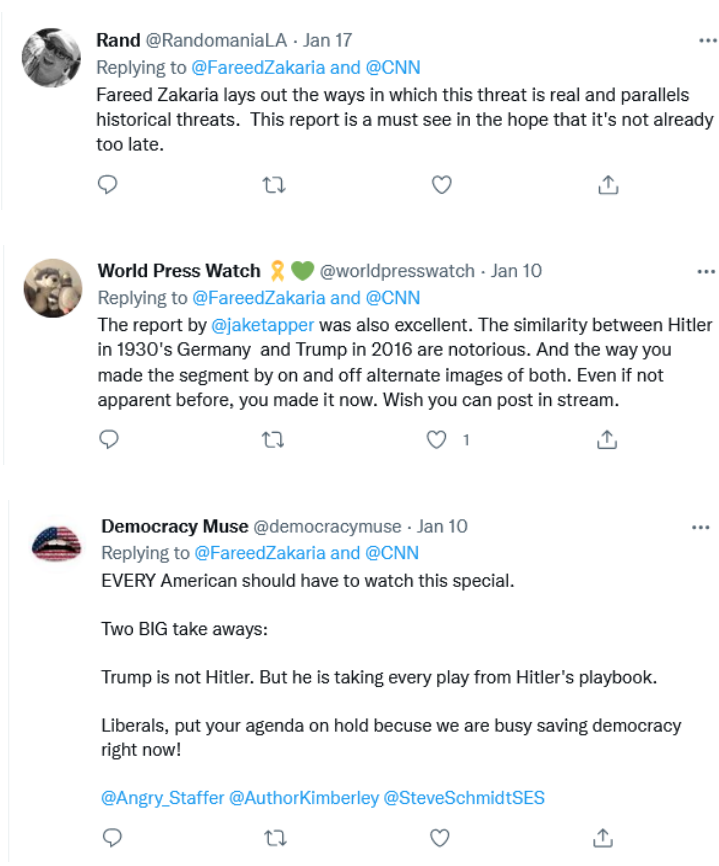 Rand @RandomaniaLA · Jan 17
Replying to @FareedZakaria and @CNN
Fareed Zakaria lays out the ways in which this threat is real and parallels
historical threats.  This report is a must see in the hope that it's not already
too late.
World Press Watch 🎗️💚 @worldpresswatch · Jan 10
Replying to @FareedZakaria and @CNN
The report by @jaketapper was also excellent. The similarity between Hitler
in 1930's Germany  and Trump in 2016 are notorious. And the way you
made the segment by on and off alternate images of both. Even if not
apparent before, you made it now. Wish you can post in stream.
1
Democracy Muse @democracymuse · Jan 10
Replying to @FareedZakaria and @CNN
EVERY American should have to watch this special.
Two BIG take aways:
Trump is not Hitler. But he is taking every play from Hitler's playbook.
Liberals, put your agenda on hold becuse we are busy saving democracy
right now!
@Angry_Staffer @AuthorKimberley @SteveSchmidtSES